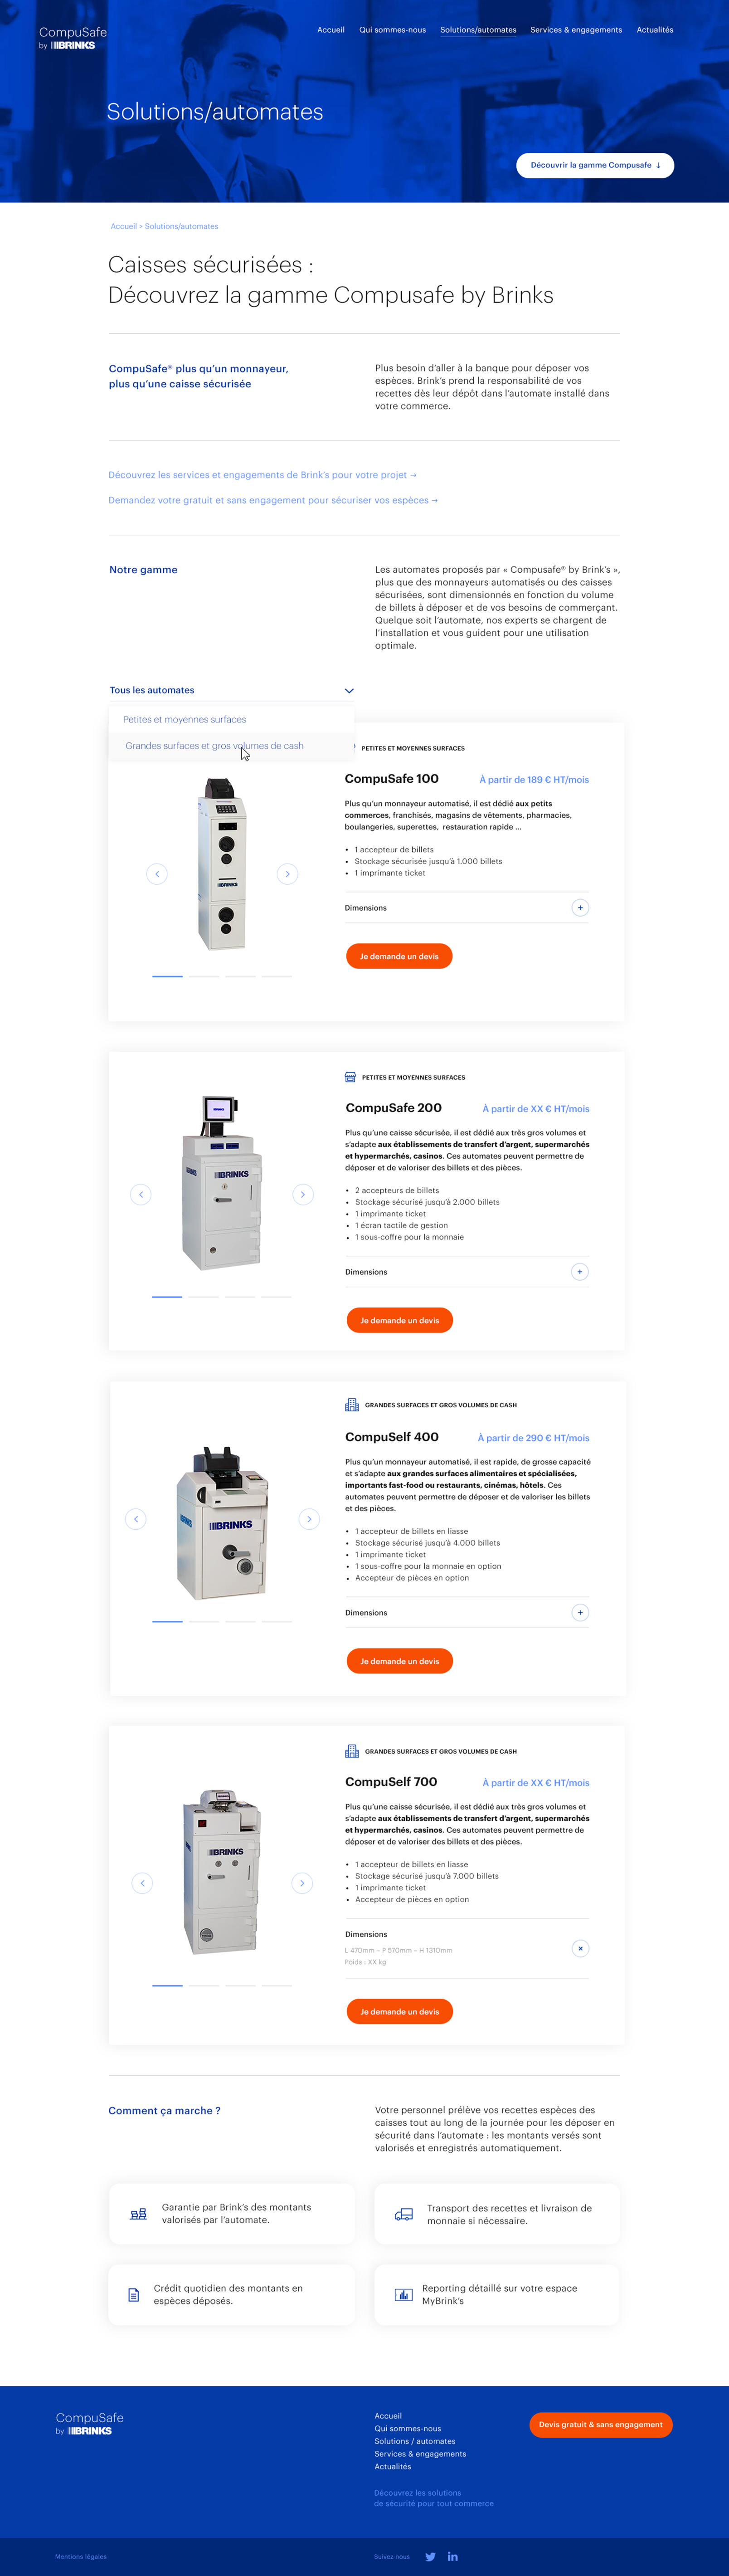 CompuSafe
by BRINKS
Accueil
Qui sommes-nous
Solutions/automates
Services & engagements
Actualités
Solutions/automates
Découvrir la gamme Compusafe ↓
Accueil > Solutions/automates
Caisses sécurisées :
Découvrez la gamme Compusafe by Brinks
CompuSafe® plus qu’un monnayeur,
plus qu’une caisse sécurisée
Plus besoin d’aller à la banque pour déposer vos
espèces. Brink’s prend la responsabilité de vos
recettes dès leur dépôt dans l’automate installé dans
votre commerce.
Découvrez les services et engagements de Brink’s pour votre projet →
Demandez votre gratuit et sans engagement pour sécuriser vos espèces →
Notre gamme
Les automates proposés par « Compusafe® by Brink’s »,
plus que des monnayeurs automatisés ou des caisses
sécurisées, sont dimensionnés en fonction du volume
de billets à déposer et de vos besoins de commerçant.
Quelque soit l’automate, nos experts se chargent de
l’installation et vous guident pour une utilisation
optimale.
Tous les automates
Petites et moyennes surfaces
Grandes surfaces et gros volumes de cash
PETITES ET MOYENNES SURFACES
CompuSafe 100
À partir de 189 € HT/mois
Plus qu’un monnayeur automatisé, il est dédié aux petits
commerces, franchisés, magasins de vêtements, pharmacies,
boulangeries, superettes, restauration rapide ...
• 1 accepteur de billets
• Stockage sécurisée jusqu’à 1.000 billets
• 1 imprimante ticket
Dimensions
+
Je demande un devis
BRINKS
PETITES ET MOYENNES SURFACES
CompuSafe 200
À partir de XX € HT/mois
Plus qu’une caisse sécurisée, il est dédié aux très gros volumes et
s’adapte aux établissements de transfert d’argent, supermarchés
et hypermarchés, casinos. Ces automates peuvent permettre de
déposer et de valoriser des billets et des pièces.
• 2 accepteurs de billets
• Stockage sécurisé jusqu’à 2.000 billets
• 1 imprimante ticket
• 1 écran tactile de gestion
• 1 sous-coffre pour la monnaie
Dimensions
+
Je demande un devis
BRINKS
GRANDES SURFACES ET GROS VOLUMES DE CASH
CompuSelf 400
À partir de 290 € HT/mois
Plus qu’un monnayeur automatisé, il est rapide, de grosse capacité
et s’adapte aux grandes surfaces alimentaires et spécialisées,
importants fast-food ou restaurants, cinémas, hôtels. Ces
automates peuvent permettre de déposer et de valoriser les billets
et des pièces.
• 1 accepteur de billets en liasse
• Stockage sécurisé jusqu’à 4.000 billets
• 1 imprimante ticket
• 1 sous-coffre pour la monnaie en option
• Accepteur de pièces en option
Dimensions
+
Je demande un devis
BRINKS
BRINKS
GRANDES SURFACES ET GROS VOLUMES DE CASH
CompuSelf 700
À partir de XX € HT/mois
Plus qu’une caisse sécurisée, il est dédié aux très gros volumes et
s’adapte aux établissements de transfert d’argent, supermarchés
et hypermarchés, casinos. Ces automates peuvent permettre de
déposer et de valoriser des billets et des pièces.
• 1 accepteur de billets en liasse
• Stockage sécurisé jusqu’à 7.000 billets
• 1 imprimante ticket
• Accepteur de pièces en option
Dimensions
L 470mm – P 570mm – H 1310mm
Poids : XX kg
Je demande un devis
BRINKS
Comment ça marche ?
Votre personnel prélève vos recettes espèces des
caisses tout au long de la journée pour les déposer en
sécurité dans l’automate : les montants versés sont
valorisés et enregistrés automatiquement.
Garantie par Brink’s des montants
valorisés par l’automate.
Transport des recettes et livraison de
monnaie si nécessaire.
Crédit quotidien des montants en
espèces déposés.
Reporting détaillé sur votre espace
MyBrink’s
CompuSafe
by BRINKS
Accueil
Qui sommes-nous
Solutions / automates
Services & engagements
Actualités
Découvrez les solutions
de sécurité pour tout commerce
Devis gratuit & sans engagement
Mentions légales
Suivez-nous